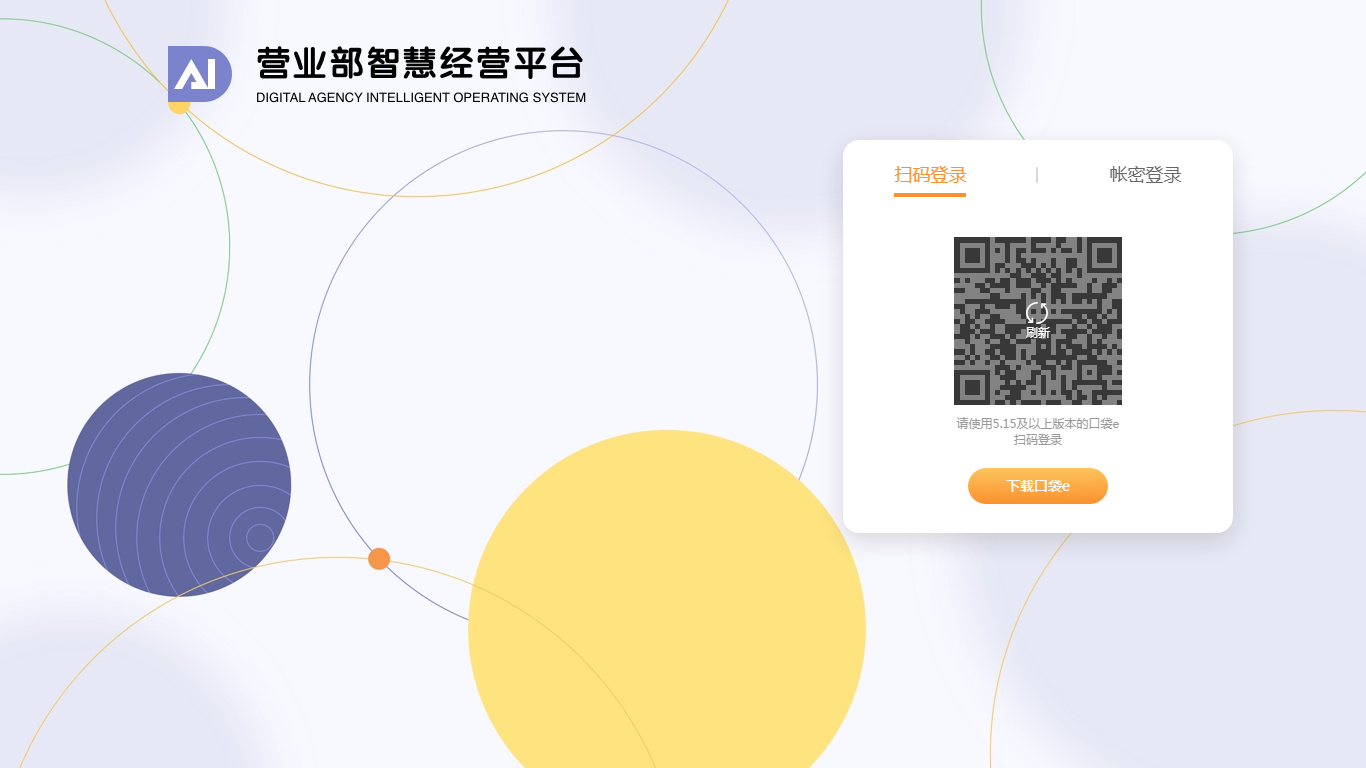 AI
营业部智慧经营平台
DIGITAL AGENCY INTELLIGENT OPERATING SYSTEM
扫码登录 | 帐密登录
刷新
请使用5.15及以上版本的口袋e
扫码登录
下载口袋e